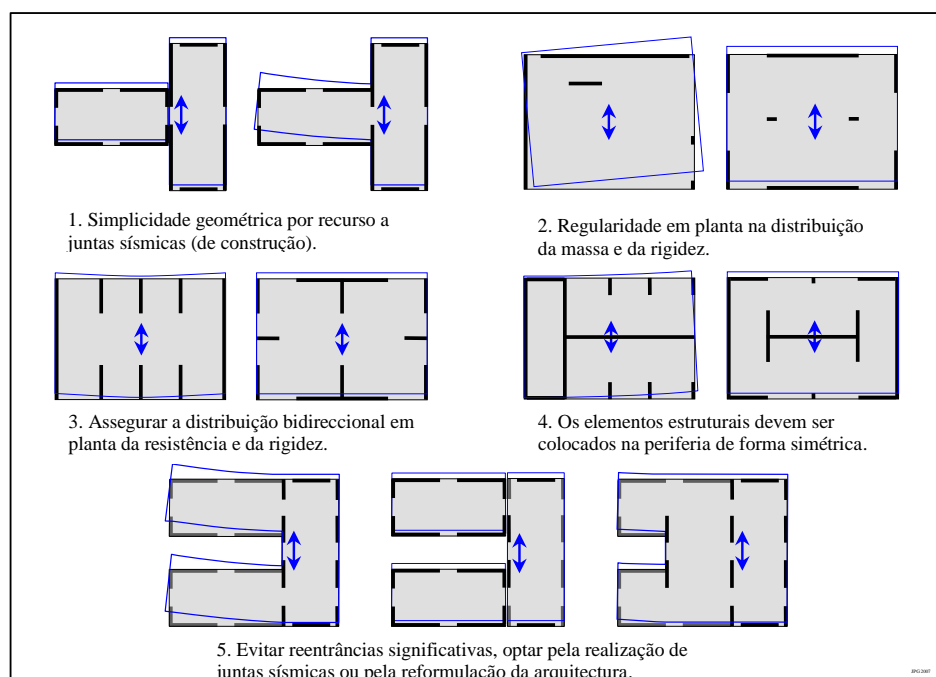 1. Simplicidade geométrica por recurso a
juntas sísmicas (de construção).
2. Regularidade em planta na distribuição
da massa e da rigidez.
3. Assegurar a distribuição bidireccional em
planta da resistência e da rigidez.
4. Os elementos estruturais devem ser
colocados na periferia de forma simétrica.
5. Evitar reentrâncias significativas, optar pela realização de
juntas sísmicas ou pela reformulação da arquitectura.
JPG 2007